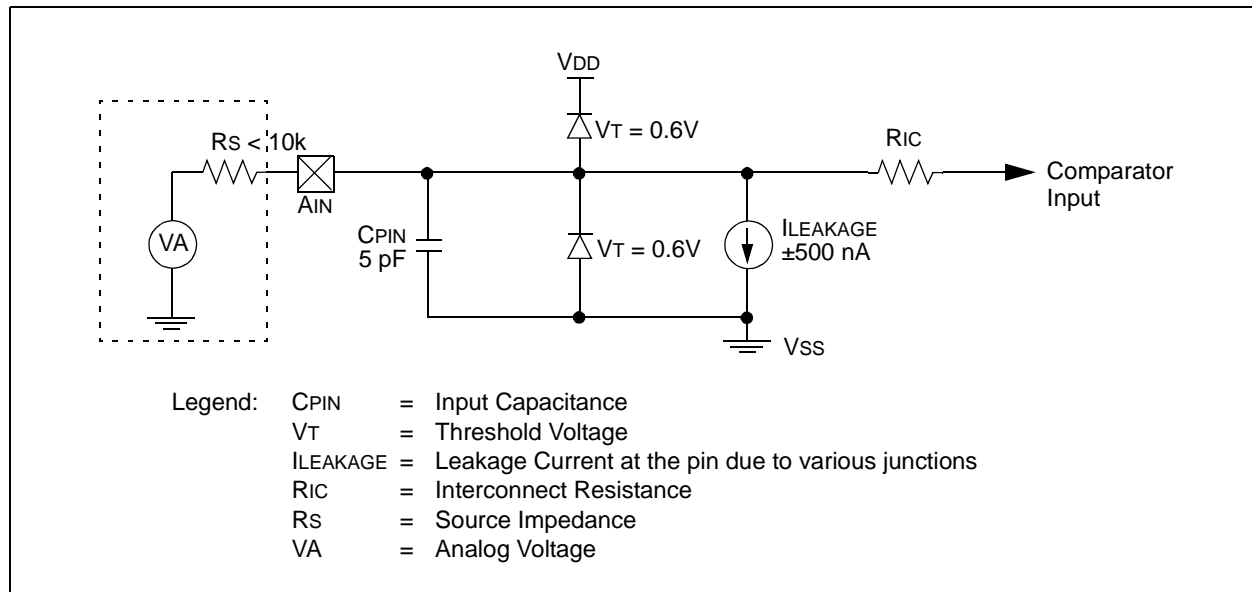 VDD
VT = 0.6V
RS < 10k
RIC
AIN
Comparator
Input
VA
CPIN
5 pF
VT = 0.6V
ILEAKAGE
±500 nA
VSS
Legend: CPIN = Input Capacitance
VT = Threshold Voltage
ILEAKAGE = Leakage Current at the pin due to various junctions
RIC = Interconnect Resistance
RS = Source Impedance
VA = Analog Voltage